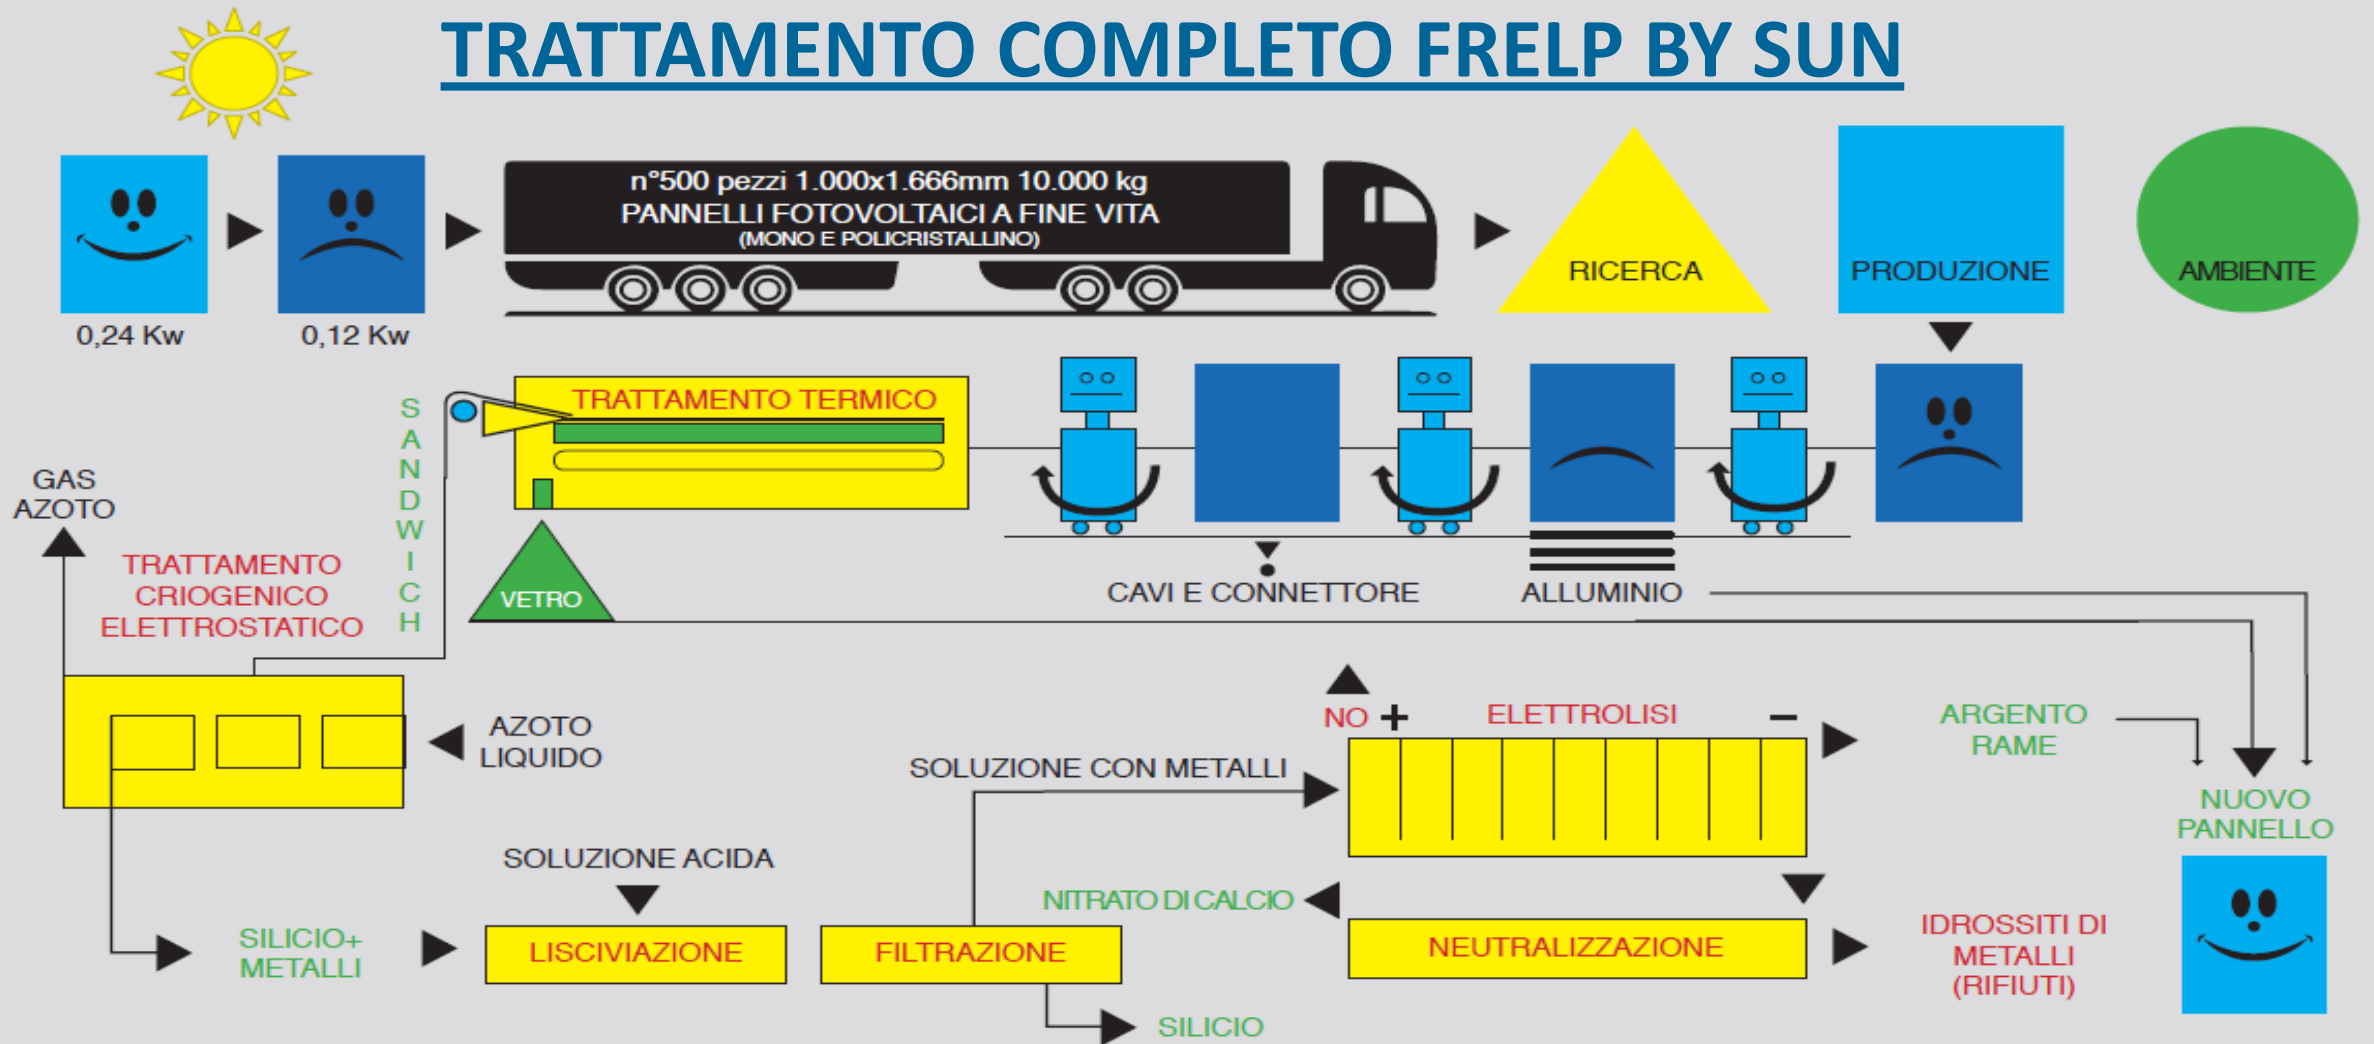 TRATTAMENTO COMPLETO FRELP BY SUN
0,24 Kw
0,12 Kw
n°500 pezzi 1.000x1.666mm 10.000 kg
PANNELLI FOTOVOLTAICI A FINE VITA
(MONO E POLICRISTALLINO)
RICERCA
PRODUZIONE
AMBIENTE
SANDWICH
TRATTAMENTO TERMICO
GAS
AZOTO
TRATTAMENTO
CRIOGENICO
ELETTROSTATICO
VETRO
CAVI E CONNETTORE
ALLUMINIO
AZOTO
LIQUIDO
NO + ELETTROLISI −
ARGENTO
RAME
SOLUZIONE CON METALLI
NUOVO
PANNELLO
SOLUZIONE ACIDA
NITRATO DI CALCIO
SILICIO+
METALLI
LISCIVIAZIONE
FILTRAZIONE
NEUTRALIZZAZIONE
IDROSSITI DI
METALLI
(RIFIUTI)
SILICIO